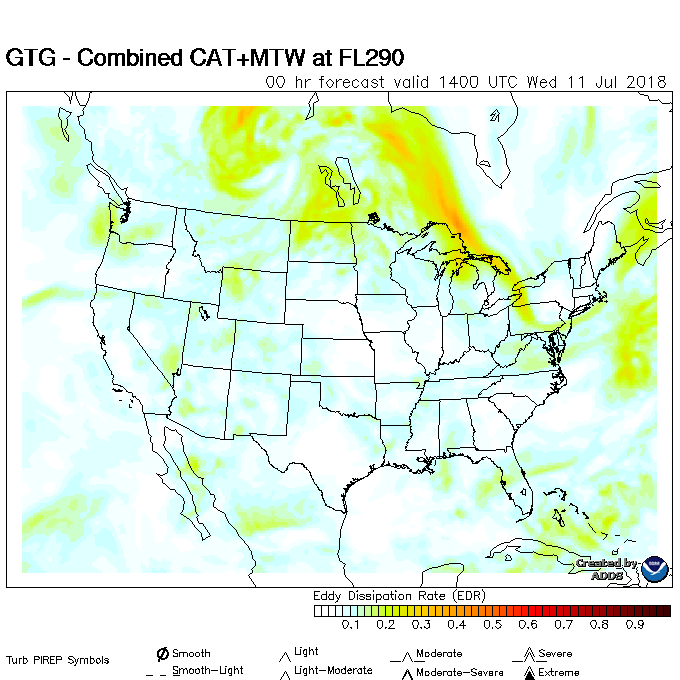 GTG - Combined CAT+MTW at FL290
00 hr forecast valid 1400 UTC Wed 11 Jul 2018
Created by
ADDS
Eddy Dissipation Rate (EDR)
0.1 0.2 0.3 0.4 0.5 0.6 0.7 0.8 0.9
Turb PIREP Symbols
Smooth Light Moderate Severe
Smooth-Light Light-Moderate Moderate-Severe Extreme